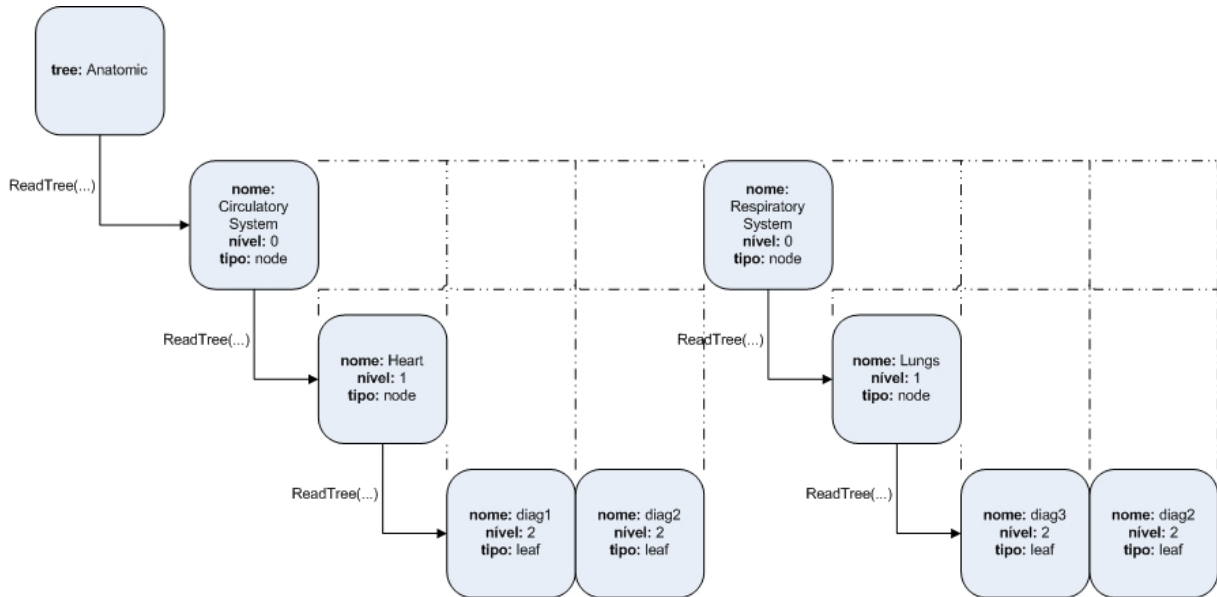 tree: Anatomic
ReadTree(...)
nome:
Circulatory
System
nível: 0
tipo: node
nome:
Respiratory
System
nível: 0
tipo: node
ReadTree(...)
ReadTree(...)
nome: Heart
nível: 1
tipo: node
nome: Lungs
nível: 1
tipo: node
ReadTree(...)
ReadTree(...)
nome: diag1
nível: 2
tipo: leaf
nome: diag2
nível: 2
tipo: leaf
nome: diag3
nível: 2
tipo: leaf
nome: diag2
nível: 2
tipo: leaf